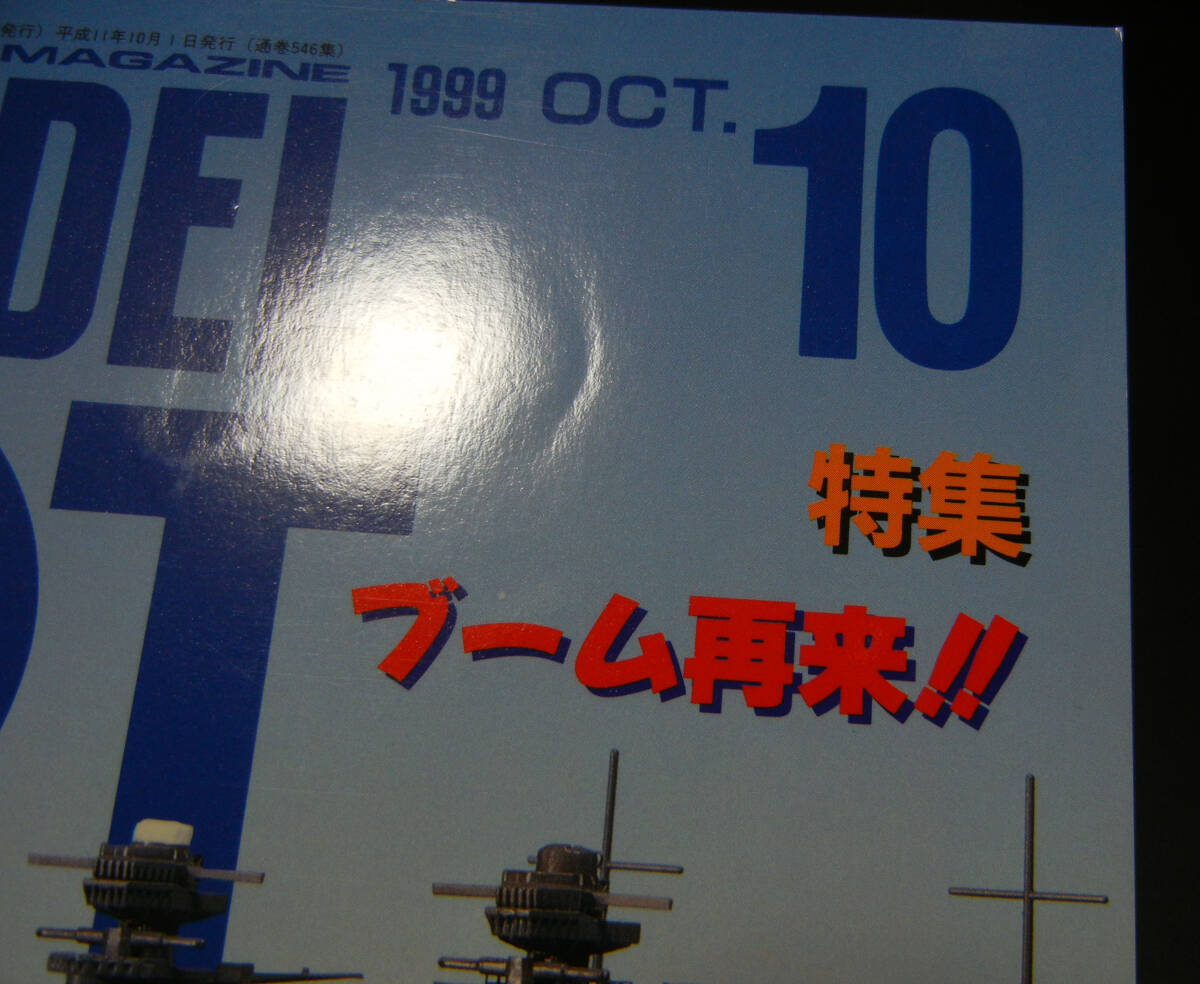 発行) 平成11年10月1日発行 (通巻546集)
MAGAZINE
1999 OCT. 10
DEL
特集
ブーム再来!!